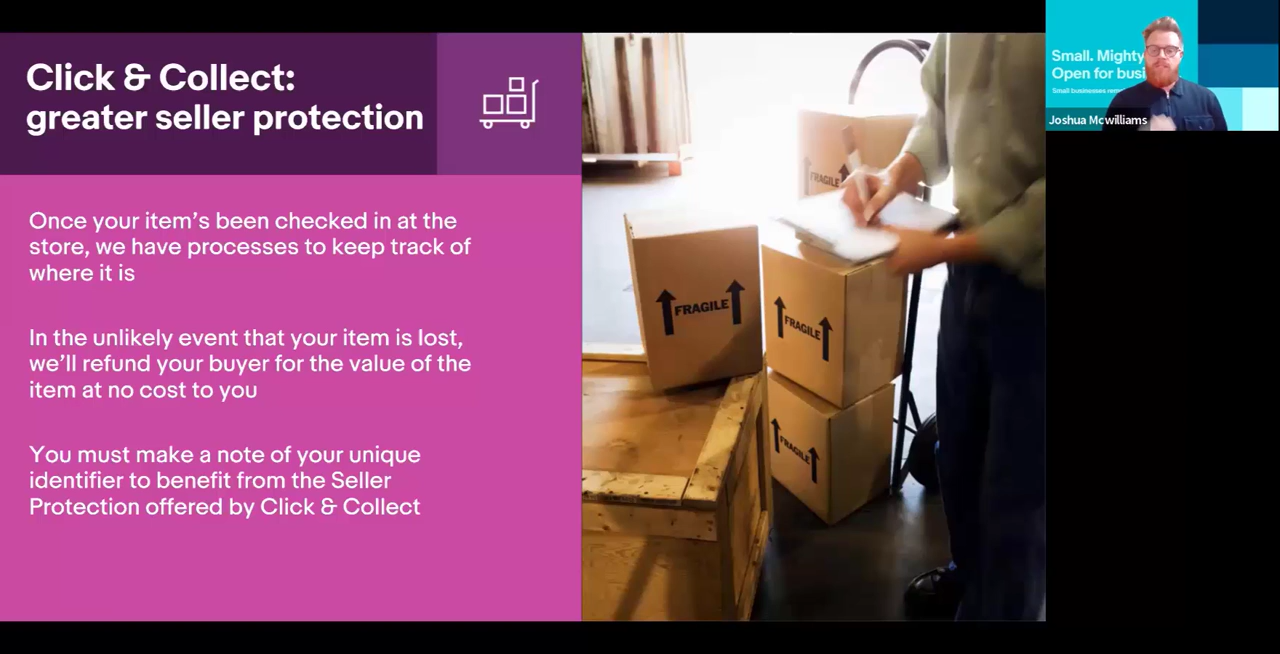 Click & Collect:
greater seller protection
Once your item’s been checked in at the
store, we have processes to keep track of
where it is
In the unlikely event that your item is lost,
we’ll refund your buyer for the value of the
item at no cost to you
You must make a note of your unique
identifier to benefit from the Seller
Protection offered by Click & Collect
FRAGILE
FRAGILE
FRAGILE
FRAGILE
Small. Mighty
Open for busi
Small businesses rem
Joshua Mcwilliams